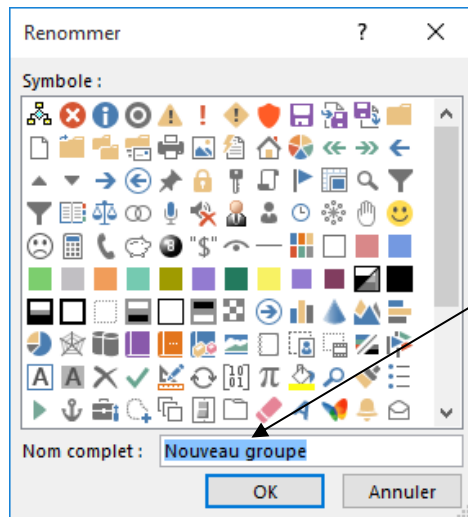 Renommer
Symbole :
Nom complet :
Nouveau groupe
OK
Annuler